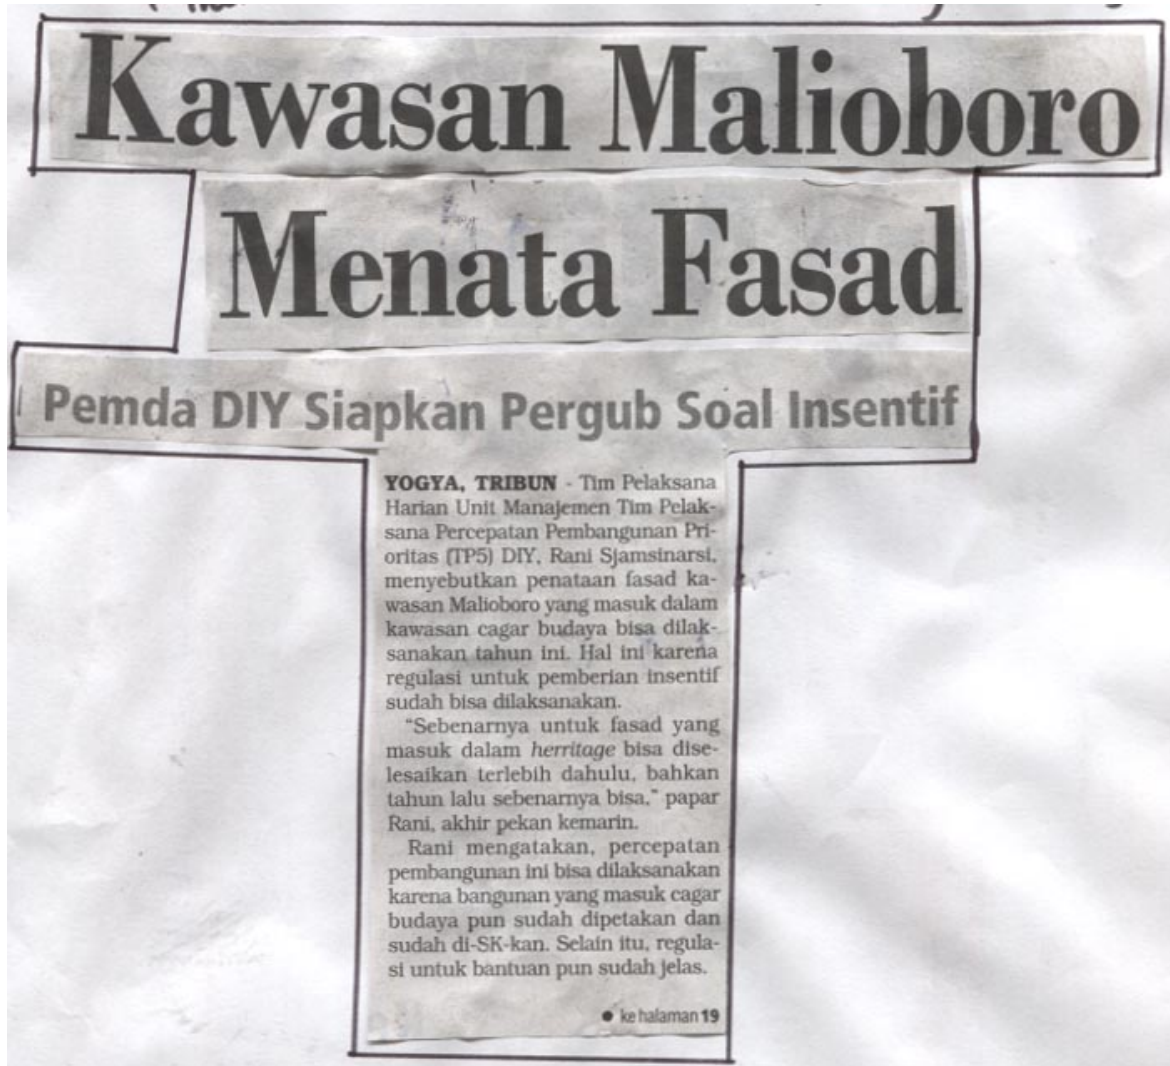 Kawasan Malioboro
Menata Fasad
Pemda DIY Siapkan Pergub Soal Insentif
YOGYA, TRIBUN - Tim Pelaksana
Harian Unit Manajemen Tim Pelak-
sana Percepatan Pembangunan Pri-
oritas (TP5) DIY, Rani Sjamsinarsi,
menyebutkan penataan fasad ka-
wasan Malioboro yang masuk dalam
kawasan cagar budaya bisa dilak-
sanakan tahun ini. Hal ini karena
regulasi untuk pemberian insentif
sudah bisa dilaksanakan.
"Sebenarnya untuk fasad yang
masuk dalam herritage bisa dise-
lesaikan terlebih dahulu, bahkan
tahun lalu sebenarnya bisa," papar
Rani, akhir pekan kemarin.
Rani mengatakan, percepatan
pembangunan ini bisa dilaksanakan
karena bangunan yang masuk cagar
budaya pun sudah dipetakan dan
sudah di-SK-kan. Selain itu, regula-
si untuk bantuan pun sudah jelas.
● ke halaman 19